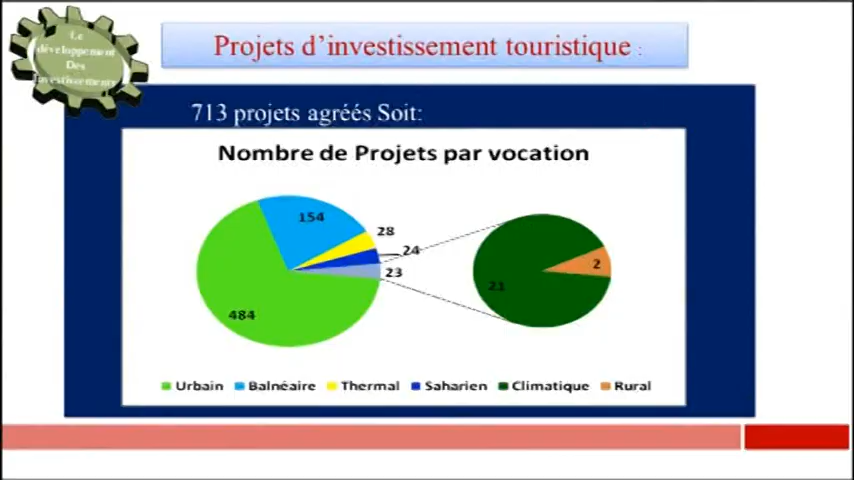 Le
développement
Des
Investissements
Projets d'investissement touristique :
713 projets agréés Soit:
Nombre de Projets par vocation
154
28
24
23
484
21
2
Urbain
Balnéaire
Thermal
Saharien
Climatique
Rural